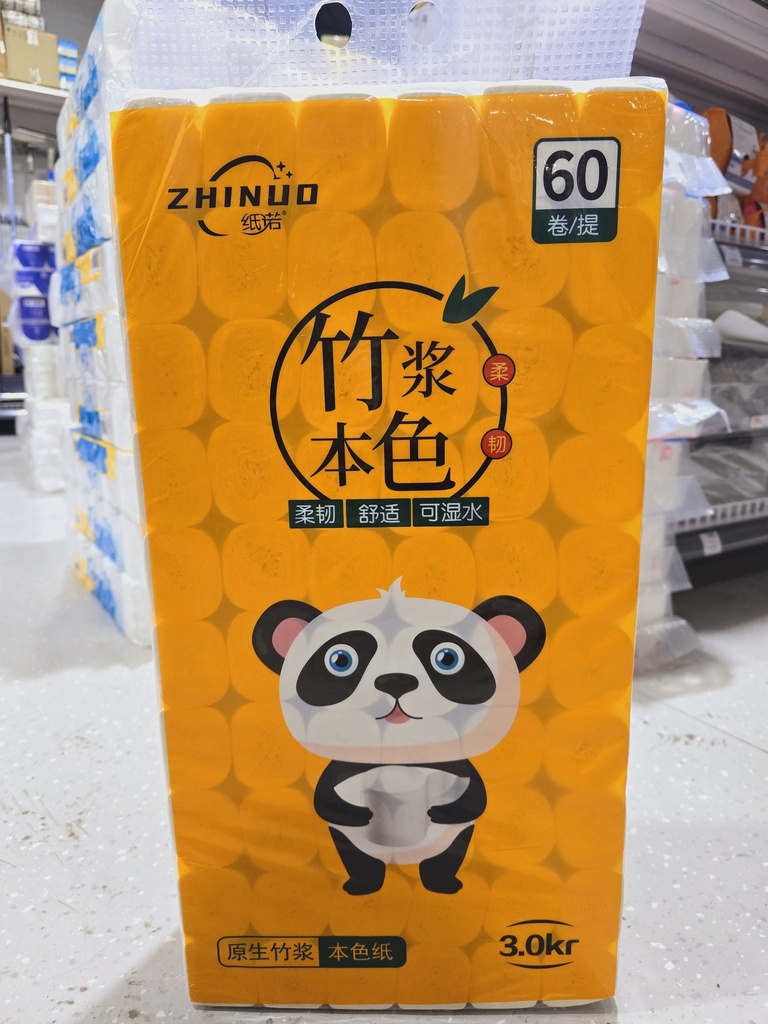 ZHINUO
纸若®
60
卷/提
竹浆
本色
柔
韧
柔韧 舒适 可湿水
原生竹浆 本色纸
3.0kr